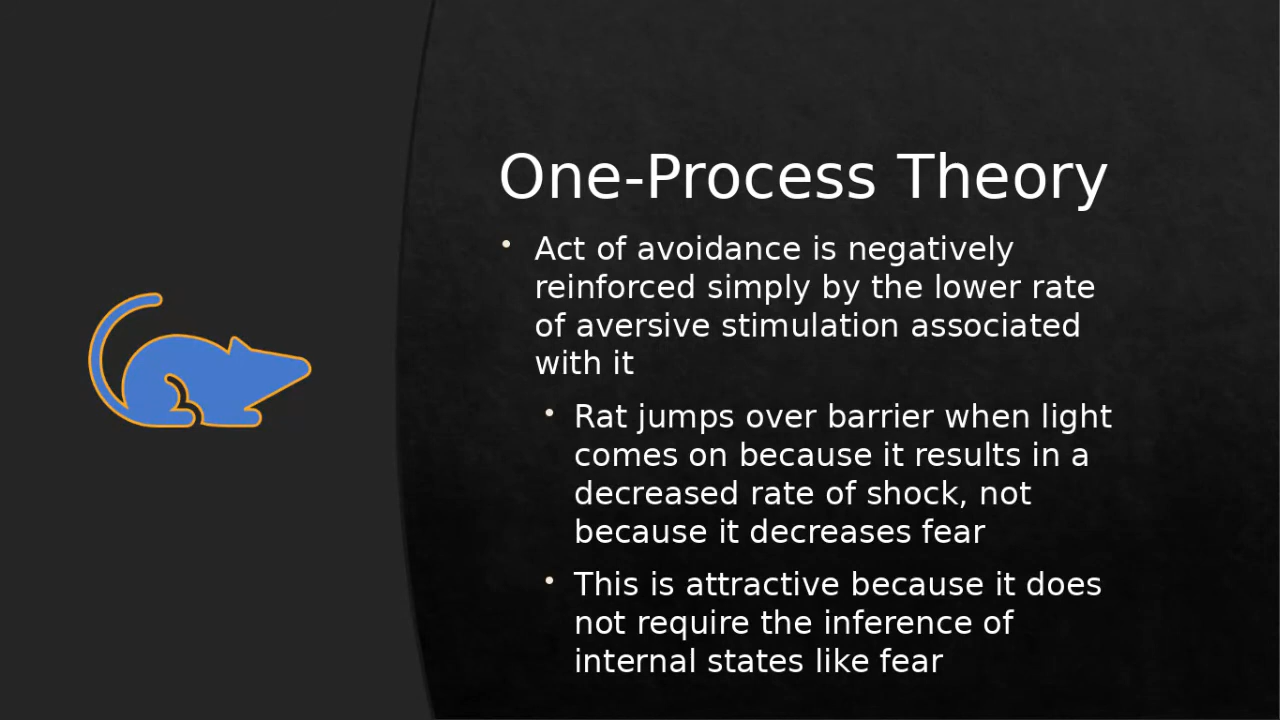 One-Process Theory
• Act of avoidance is negatively
reinforced simply by the lower rate
of aversive stimulation associated
with it
• Rat jumps over barrier when light
comes on because it results in a
decreased rate of shock, not
because it decreases fear
• This is attractive because it does
not require the inference of
internal states like fear